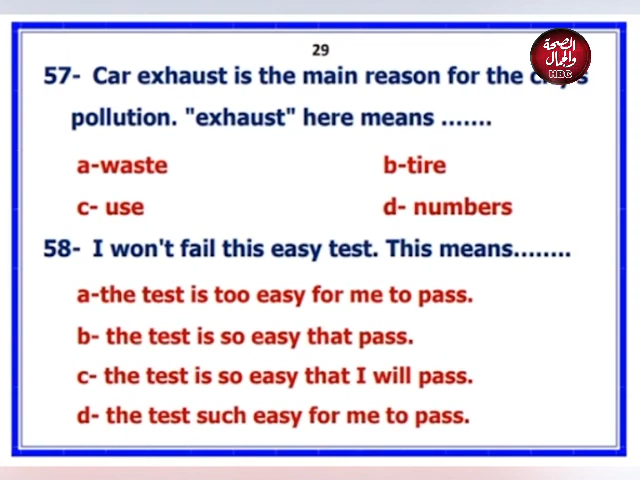 29
57- Car exhaust is the main reason for the
pollution. "exhaust" here means .......
a-waste
b-tire
c- use
d- numbers
58- I won't fail this easy test. This means........
a-the test is too easy for me to pass.
b- the test is so easy that pass.
c- the test is so easy that I will pass.
d- the test such easy for me to pass.
الصحة
والجمال
HBC